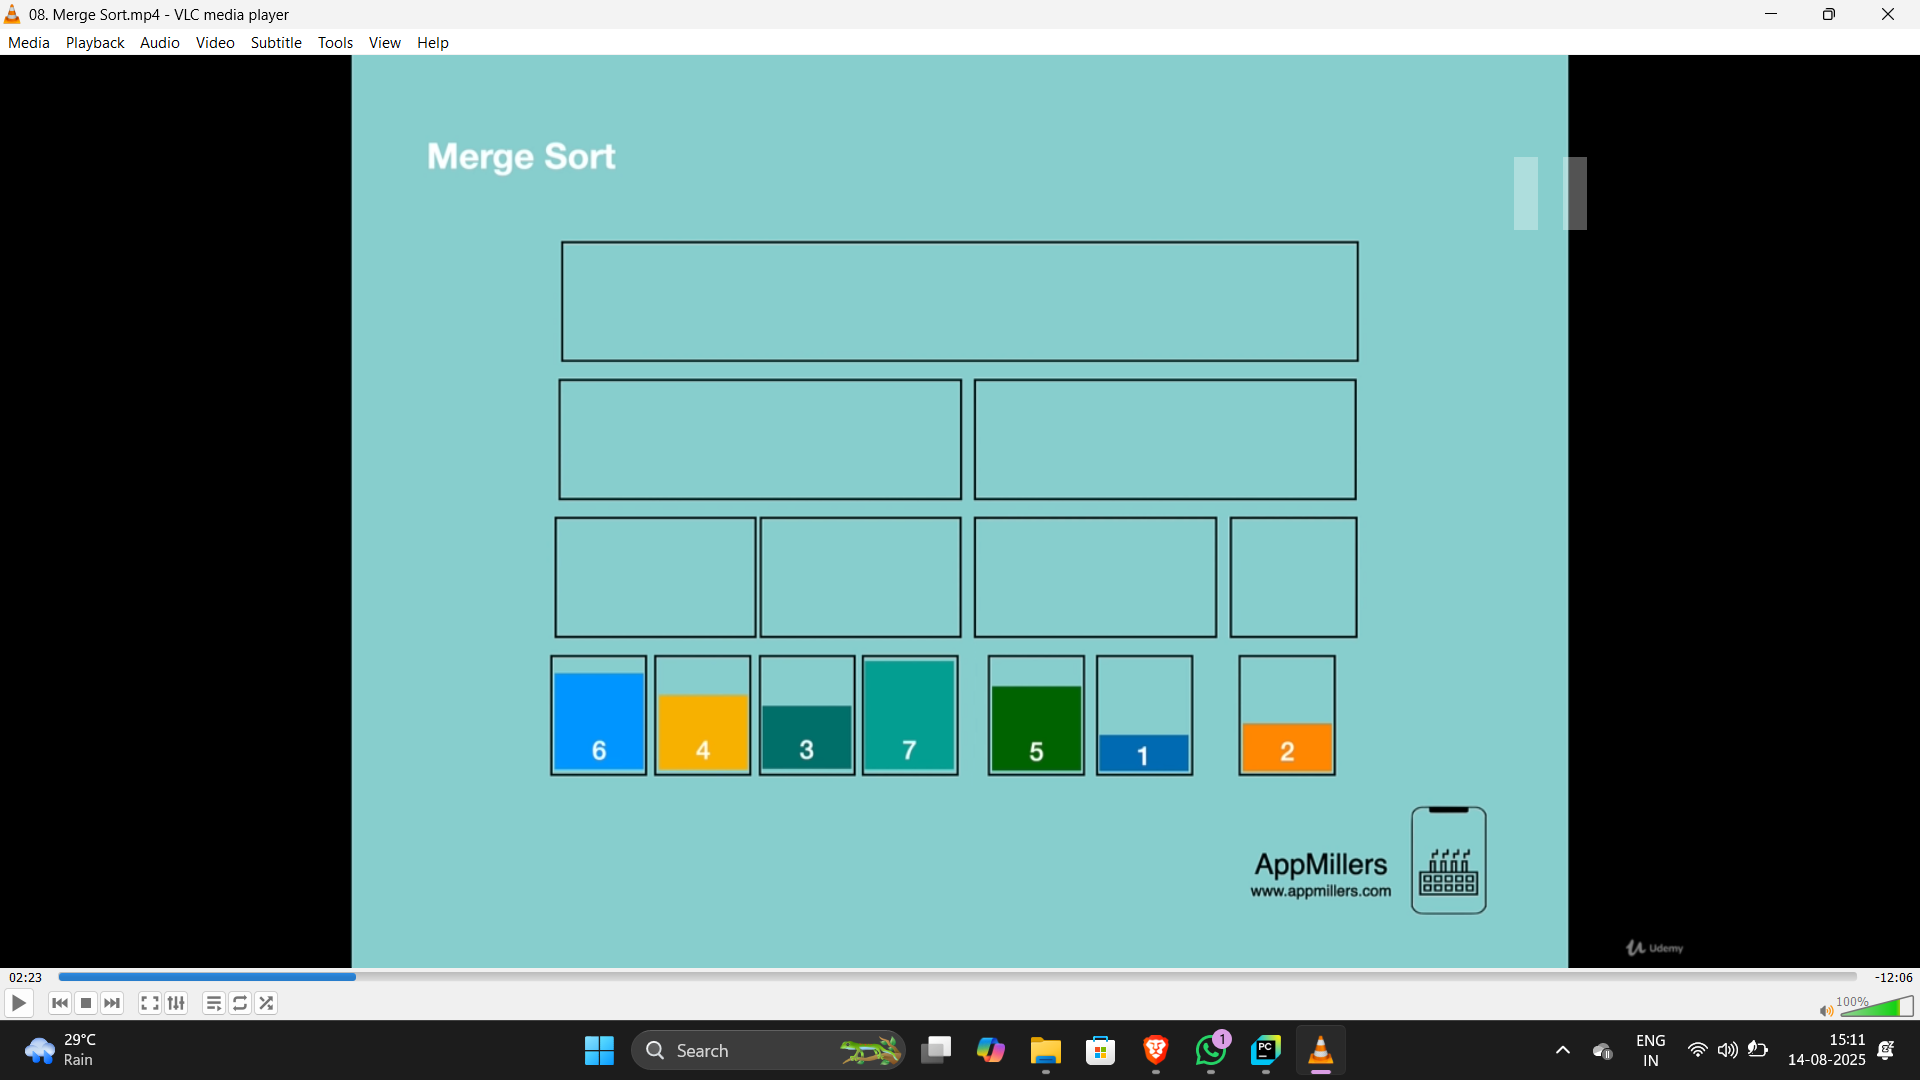 08. Merge Sort.mp4 - VLC media player
Media Playback Audio Video Subtitle Tools View Help
Merge Sort
6 4 3 7 5 1 2
AppMillers
www.appmillers.com
Udemy
02:23 -12:06
100%
29°C
Rain
Search
1
PC
ENG
IN
15:11
14-08-2025